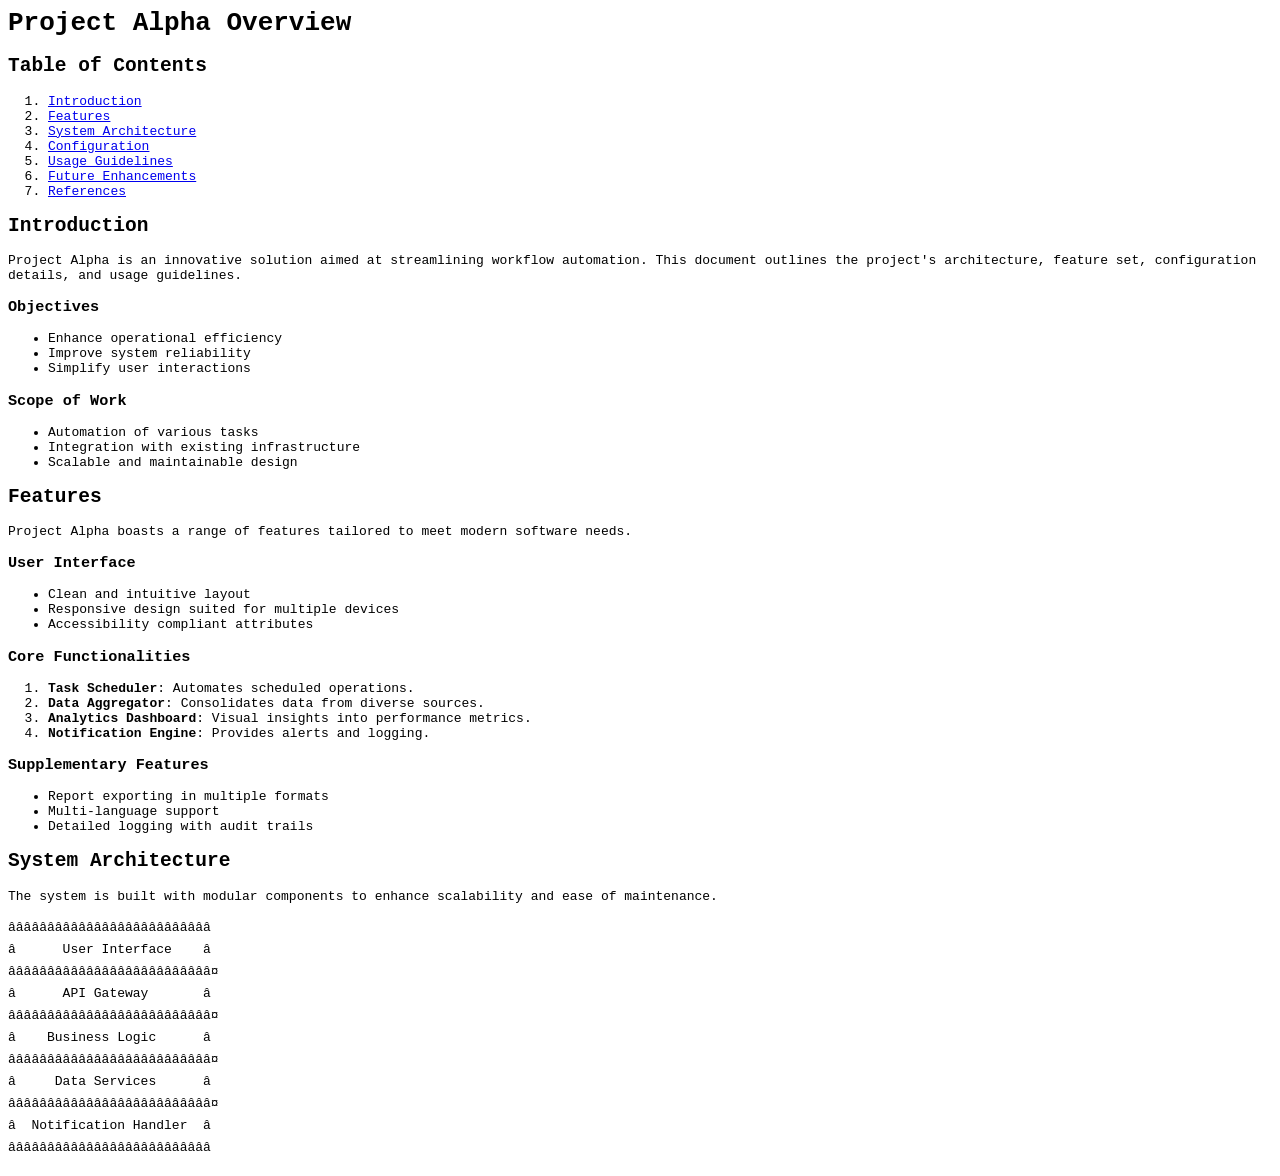 Project Alpha Overview
Table of Contents
1. Introduction
2. Features
3. System Architecture
4. Configuration
5. Usage Guidelines
6. Future Enhancements
7. References
Introduction
Project Alpha is an innovative solution aimed at streamlining workflow automation. This document outlines the project's architecture, feature set, configuration
details, and usage guidelines.
Objectives
• Enhance operational efficiency
• Improve system reliability
• Simplify user interactions
Scope of Work
• Automation of various tasks
• Integration with existing infrastructure
• Scalable and maintainable design
Features
Project Alpha boasts a range of features tailored to meet modern software needs.
User Interface
• Clean and intuitive layout
• Responsive design suited for multiple devices
• Accessibility compliant attributes
Core Functionalities
1. Task Scheduler: Automates scheduled operations.
2. Data Aggregator: Consolidates data from diverse sources.
3. Analytics Dashboard: Visual insights into performance metrics.
4. Notification Engine: Provides alerts and logging.
Supplementary Features
• Report exporting in multiple formats
• Multi-language support
• Detailed logging with audit trails
System Architecture
The system is built with modular components to enhance scalability and ease of maintenance.
ââââââââââââââââââââââââââ
â      User Interface    â
ââââââââââââââââââââââââââ¤
â      API Gateway       â
ââââââââââââââââââââââââââ¤
â    Business Logic      â
ââââââââââââââââââââââââââ¤
â     Data Services      â
ââââââââââââââââââââââââââ¤
â  Notification Handler  â
ââââââââââââââââââââââââââ